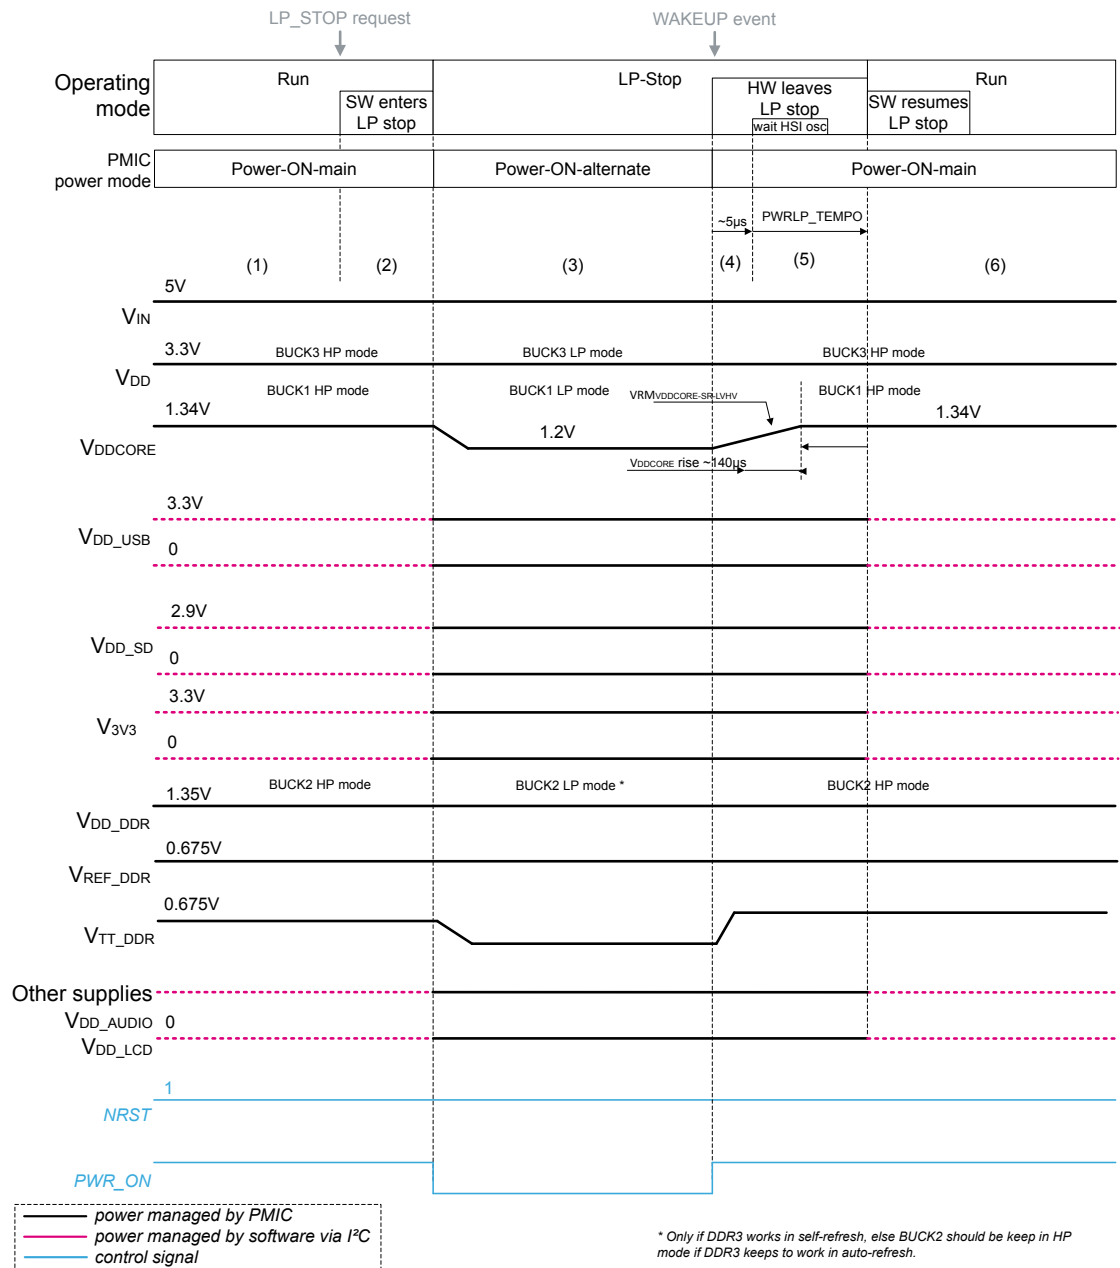 LP_STOP request
WAKEUP event
Operating
mode
Run
SW enters
LP stop
LP-Stop
HW leaves
LP stop
wait HSI osc
Run
SW resumes
LP stop
PMIC
power mode
Power-ON-main
Power-ON-alternate
Power-ON-main
~5µs
PWRLP_TEMPO
(1)
(2)
(3)
(4)
(5)
(6)
5V
VIN
3.3V
BUCK3 HP mode
BUCK3 LP mode
BUCK3 HP mode
VDD
BUCK1 HP mode
BUCK1 LP mode
BUCK1 HP mode
VRMVDDCORE-SR-LVHV
1.34V
1.2V
1.34V
VDDCORE
VDDCORE rise ~140µs
3.3V
VDD_USB
0
2.9V
VDD_SD
0
3.3V
V3V3
0
BUCK2 HP mode
BUCK2 LP mode *
BUCK2 HP mode
1.35V
VDD_DDR
0.675V
VREF_DDR
0.675V
VTT_DDR
Other supplies
VDD_AUDIO 0
VDD_LCD
1
NRST
PWR_ON
power managed by PMIC
power managed by software via I²C
control signal
* Only if DDR3 works in self-refresh, else BUCK2 should be keep in HP
mode if DDR3 keeps to work in auto-refresh.